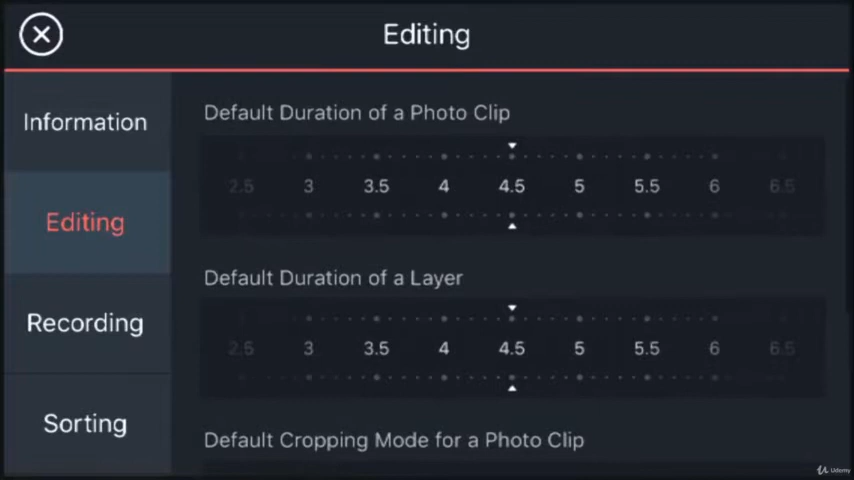 Editing
Information
Editing
Recording
Sorting
Default Duration of a Photo Clip
2.5 3 3.5 4 4.5 5 5.5 6 6.5
Default Duration of a Layer
2.5 3 3.5 4 4.5 5 5.5 6 6.5
Default Cropping Mode for a Photo Clip
Udemy